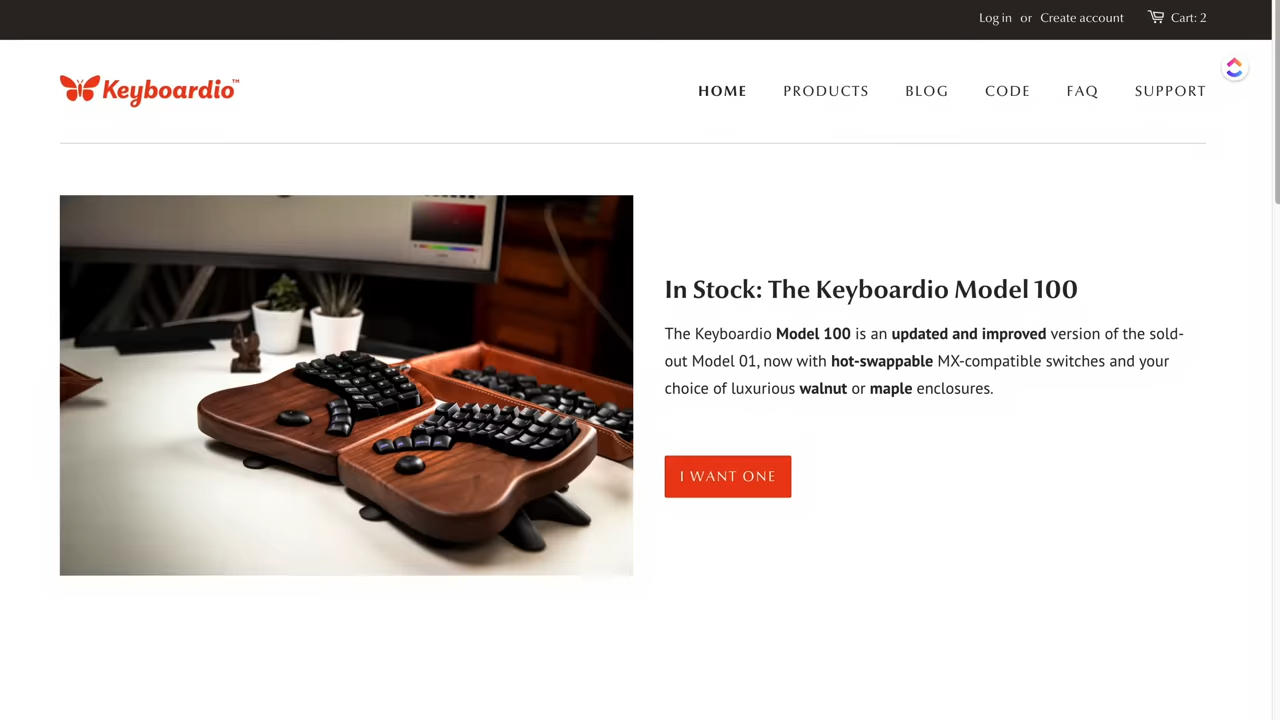 Log in or Create account Cart: 2
Keyboardio™
HOME PRODUCTS BLOG CODE FAQ SUPPORT
In Stock: The Keyboardio Model 100
The Keyboardio Model 100 is an updated and improved version of the sold-
out Model 01, now with hot-swappable MX-compatible switches and your
choice of luxurious walnut or maple enclosures.
I WANT ONE